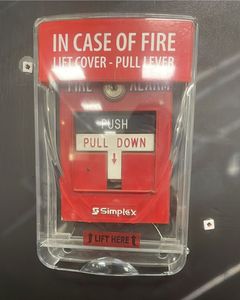 IN CASE OF FIRE
LIFT COVER - PULL LEVER
FIRE ALARM
PUSH
PULL DOWN
Simplex
LIFT HERE